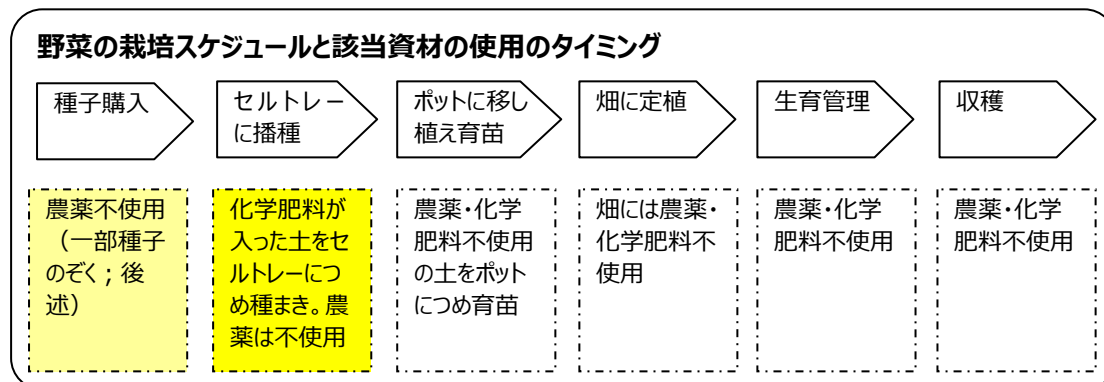 野菜の栽培スケジュールと該当資材の使用のタイミング
種子購入
セルトレー
に播種
ポットに移し
植え育苗
畑に定植
生育管理
収穫
農薬不使用
（一部種子
のぞく；後
述）
化学肥料が
入った土をセ
ルトレーにつ
め種まき。農
薬は不使用
農薬・化学
肥料不使用
の土をポット
につめ育苗
畑には農薬・
化学肥料不
使用
農薬・化学
肥料不使用
農薬・化学
肥料不使用